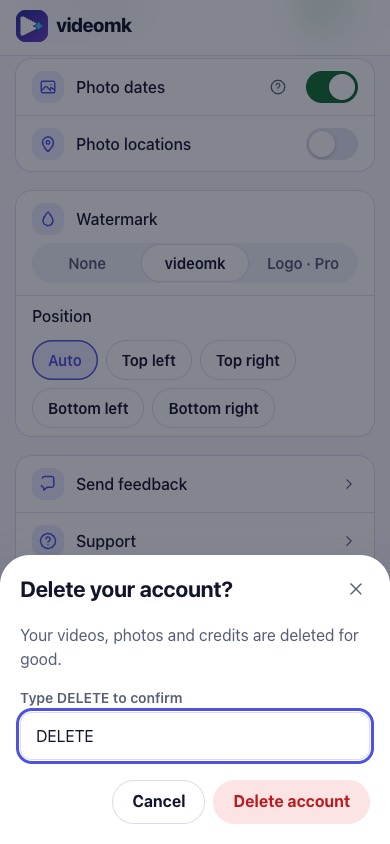 videomk
Photo dates
Photo locations
Watermark
None videomk Logo · Pro
Position
Auto Top left Top right
Bottom left Bottom right
Send feedback
Support
Delete your account?
Your videos, photos and credits are deleted for
good.
Type DELETE to confirm
DELETE
Cancel Delete account